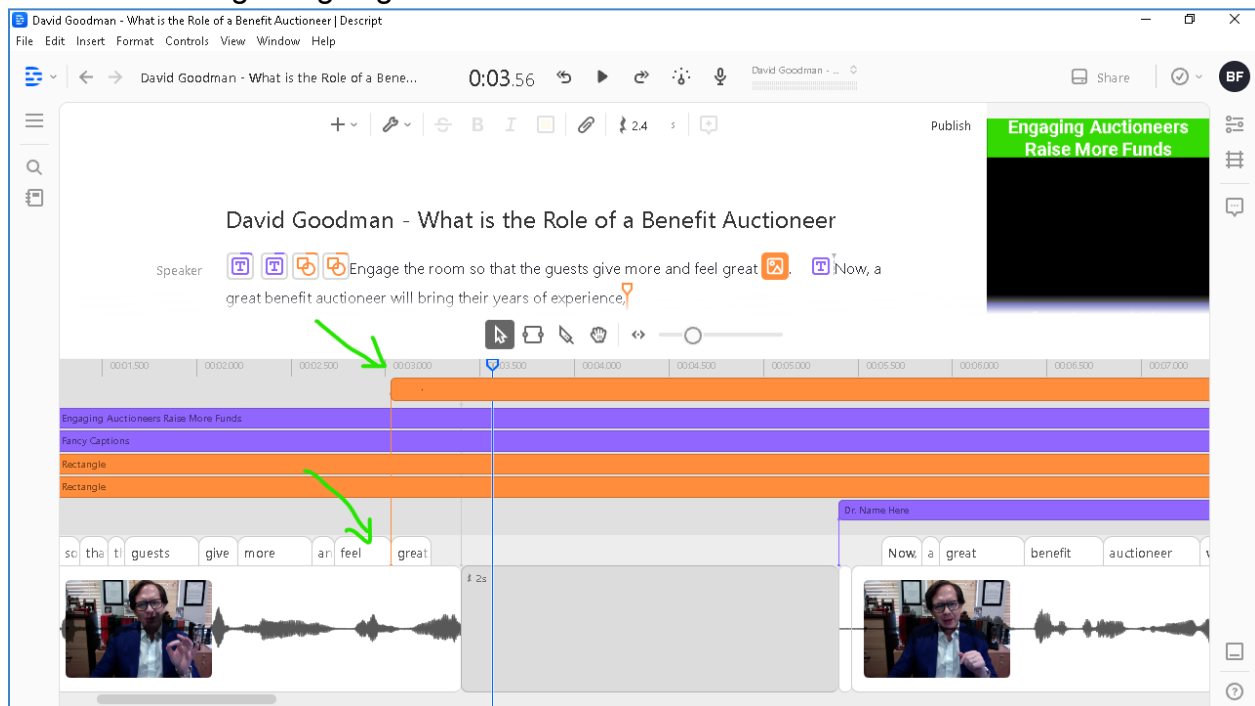 David Goodman - What is the Role of a Benefit Auctioneer | Descript
File Edit Insert Format Controls View Window Help
David Goodman - What is the Role of a Bene...
0:03.56
David Goodman - ...
Share
BF
B I
2.4 s
Publish
Engaging Auctioneers
Raise More Funds
David Goodman - What is the Role of a Benefit Auctioneer
Speaker
Engage the room so that the guests give more and feel great . Now, a
great benefit auctioneer will bring their years of experience,
00:01.500 00:02.000 00:02.500 00:03.000 00:03.500 00:04.000 00:04.500 00:05.000 00:05.500 00:06.000 00:06.500 00:07.000
Engaging Auctioneers Raise More Funds
Fancy Captions
Rectangle
Rectangle
Dr. Name Here
so tha guests give more an feel great Now, a great benefit auctioneer
2s